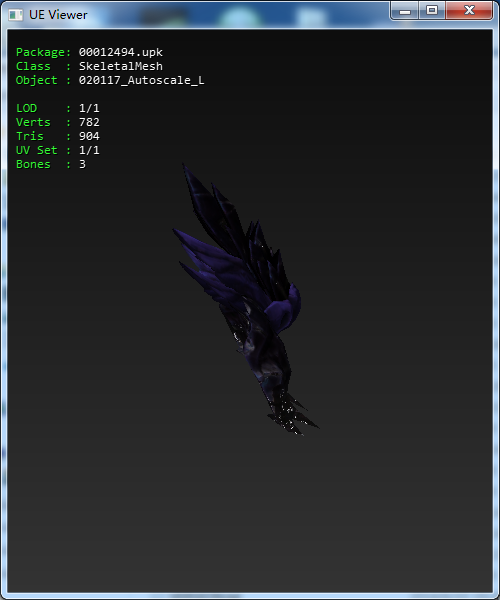 UE Viewer
Package: 00012494.upk
Class : SkeletalMesh
Object : 020117_Autoscale_L
LOD : 1/1
Verts : 782
Tris : 904
UV Set : 1/1
Bones : 3